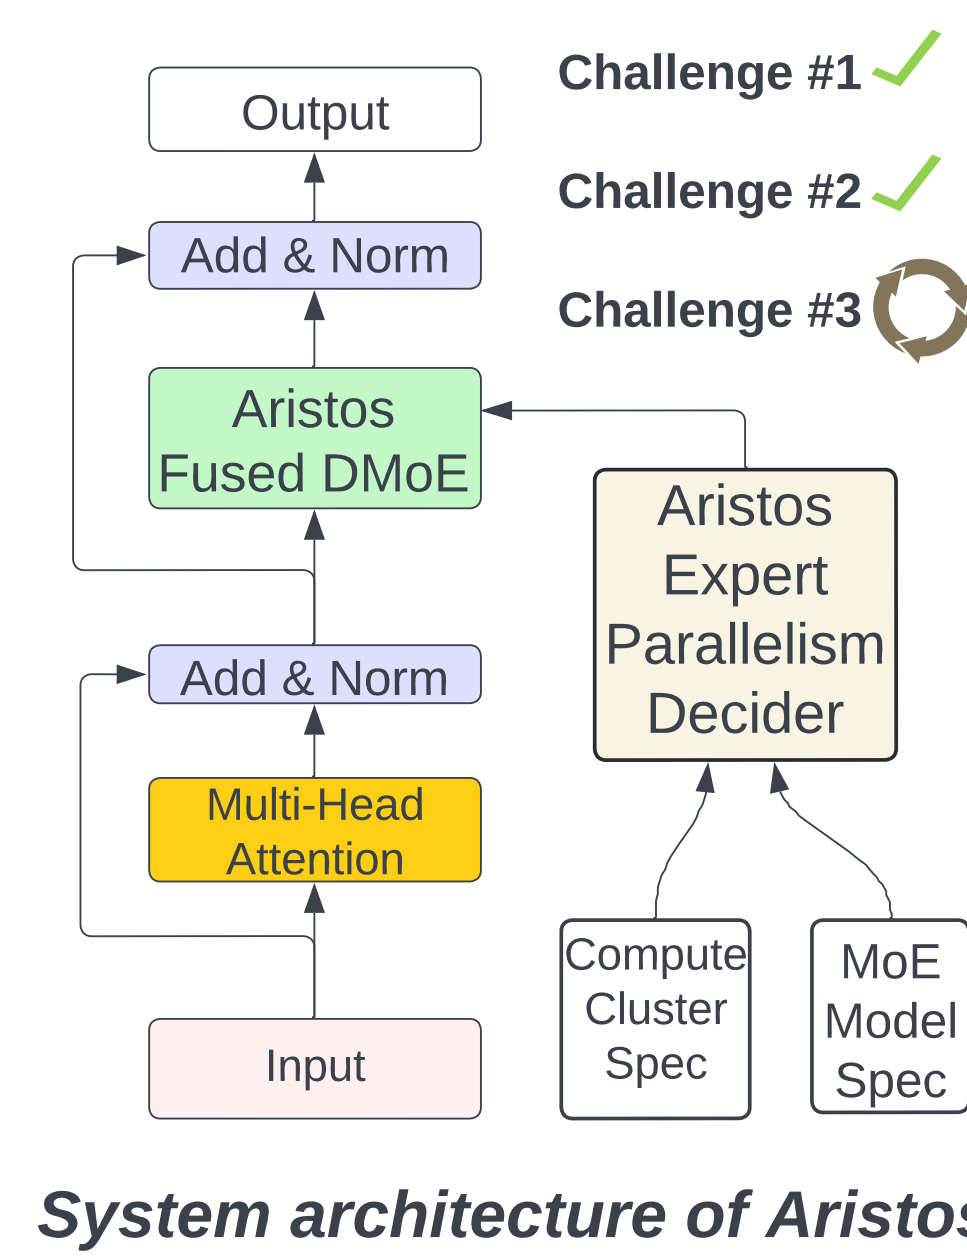 Output
Add & Norm
Aristos
Fused DMoE
Add & Norm
Multi-Head
Attention
Input
Challenge #1
Challenge #2
Challenge #3
Aristos
Expert
Parallelism
Decider
Compute
Cluster
Spec
MoE
Model
Spec
System architecture of Aristos